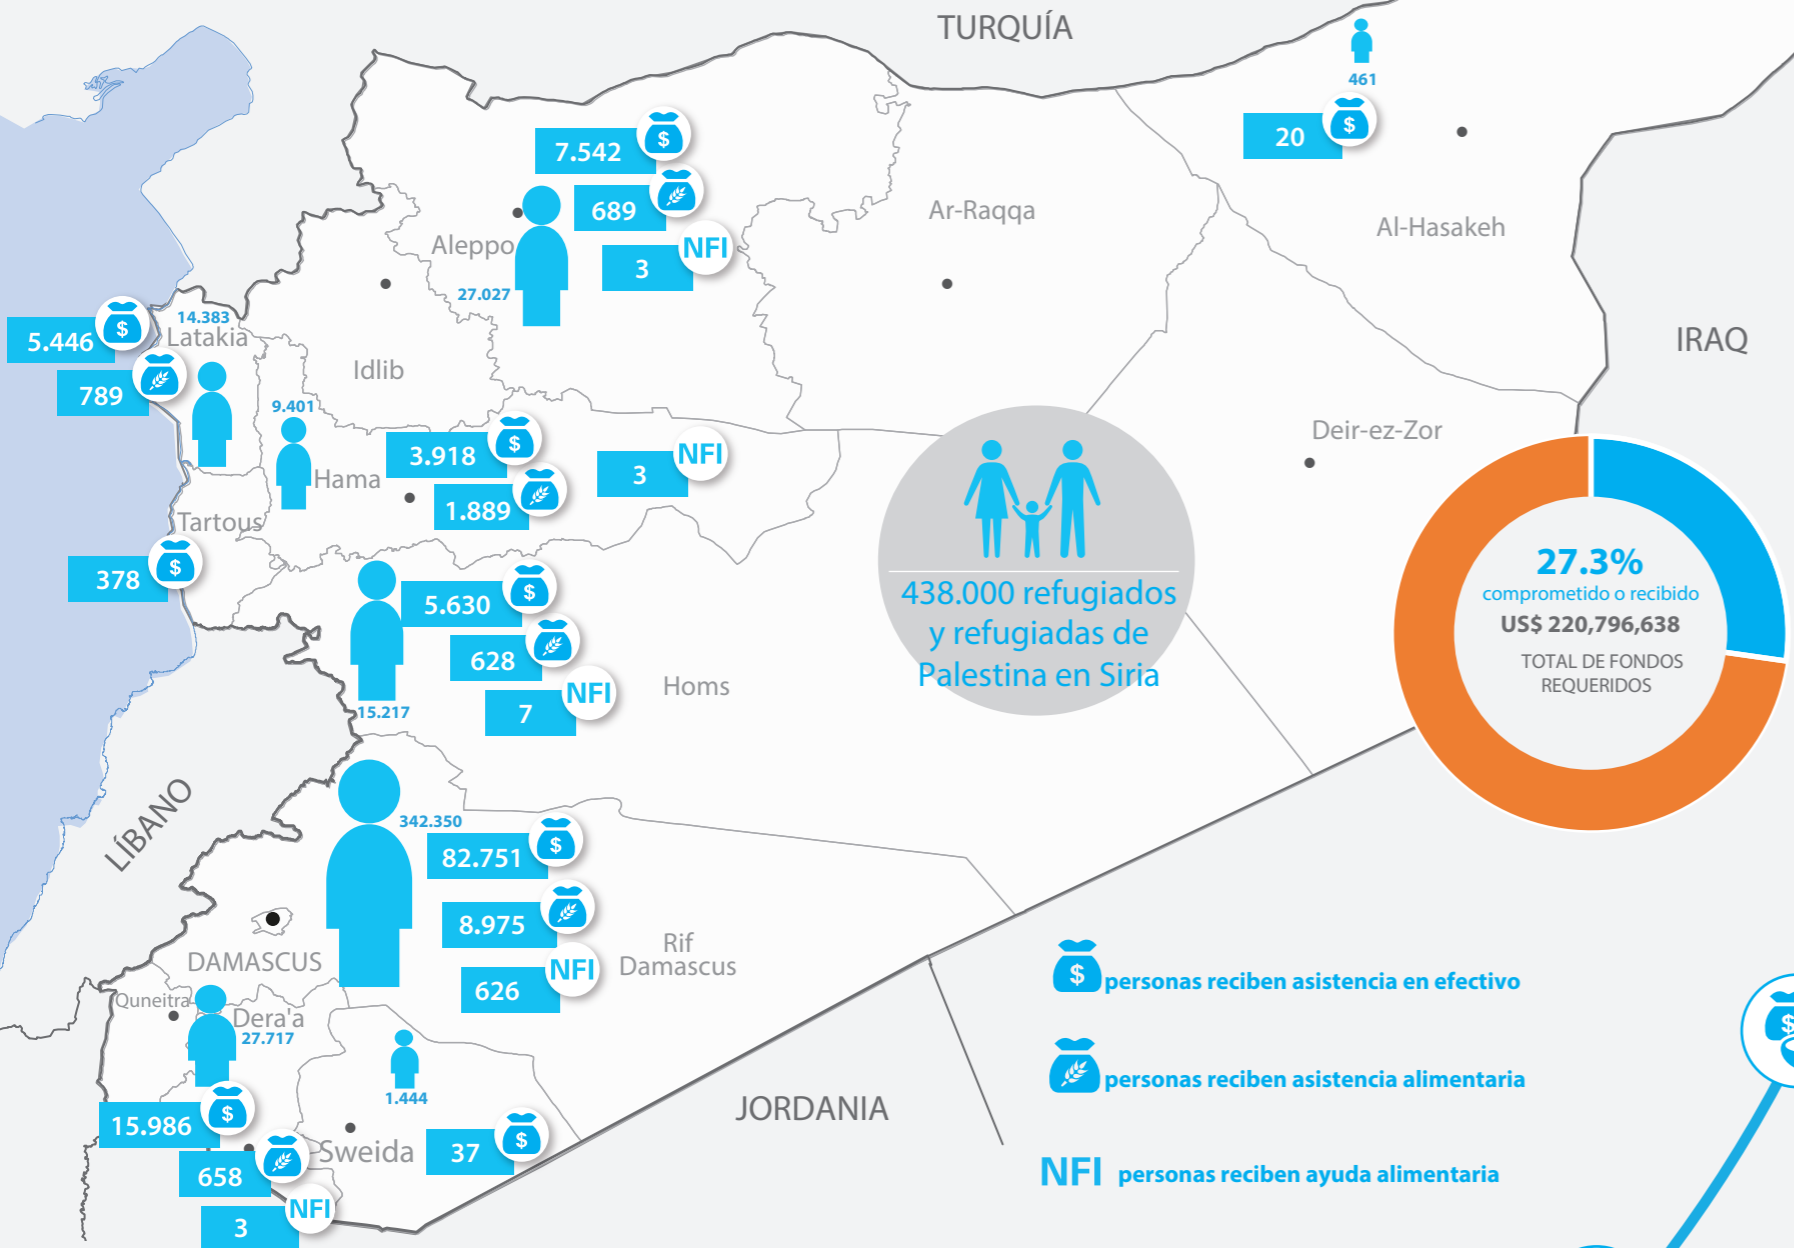 TURQUÍA
461
20
$
Al-Hasakeh
7.542
$
689
Aleppo
NFI
3
27.027
Ar-Raqqa
IRAQ
14.383
Latakia
5.446
$
789
Idlib
9.401
Hama
3.918
$
1.889
NFI
3
Deir-ez-Zor
Tartous
378
$
438.000 refugiados
y refugiadas de
Palestina en Siria
27.3%
comprometido o recibido
US$ 220,796,638
TOTAL DE FONDOS
REQUERIDOS
5.630
$
628
NFI
7
15.217
Homs
LÍBANO
342.350
82.751
$
8.975
NFI
626
Rif
Damascus
DAMASCUS
Quneitra
Dera'a
27.717
15.986
$
658
NFI
3
1.444
Sweida
37
$
JORDANIA
$
personas reciben asistencia en efectivo
personas reciben asistencia alimentaria
NFI personas reciben ayuda alimentaria
$